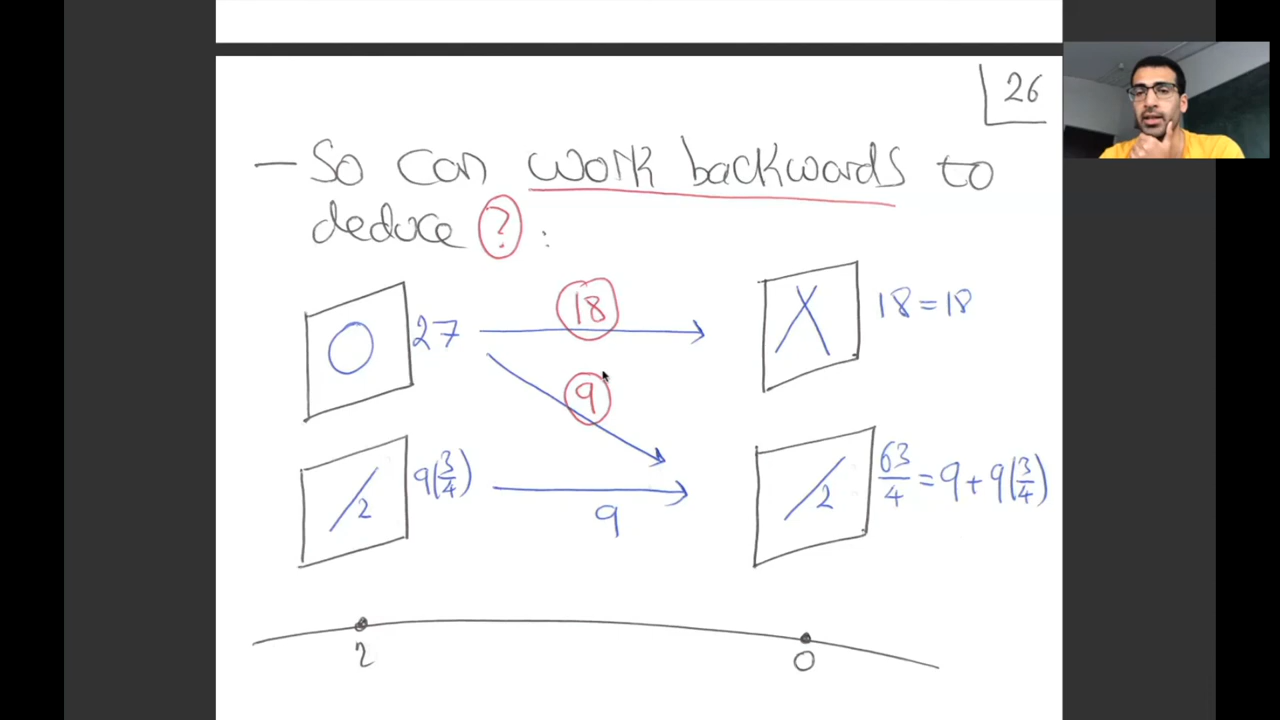 26
— So can work backwards to
deduce ? :
27
18
18 = 18
9
9(3/4)
2
9
2
63/4 = 9 + 9(3/4)
2
0